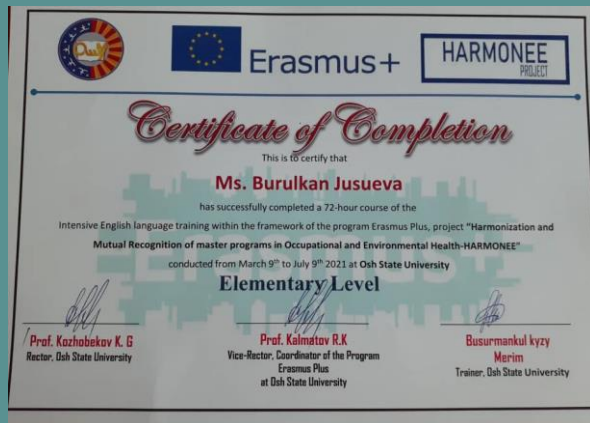 Erasmus+
HARMONEE
PROJECT
Certificate of Completion
This is to certify that
Ms. Burulkan Jusueva
has successfully completed a 72-hour course of the
Intensive English language training within the framework of the program Erasmus Plus, project "Harmonization and
Mutual Recognition of master programs in Occupational and Environmental Health-HARMONEE"
conducted from March 9th to July 9th 2021 at Osh State University
Elementary Level
Prof. Kozhobekov K. G
Rector, Osh State University
Prof. Kalmatov R.K
Vice-Rector, Coordinator of the Program
Erasmus Plus
at Osh State University
Busurmankul kyzy
Merim
Trainer, Osh State University